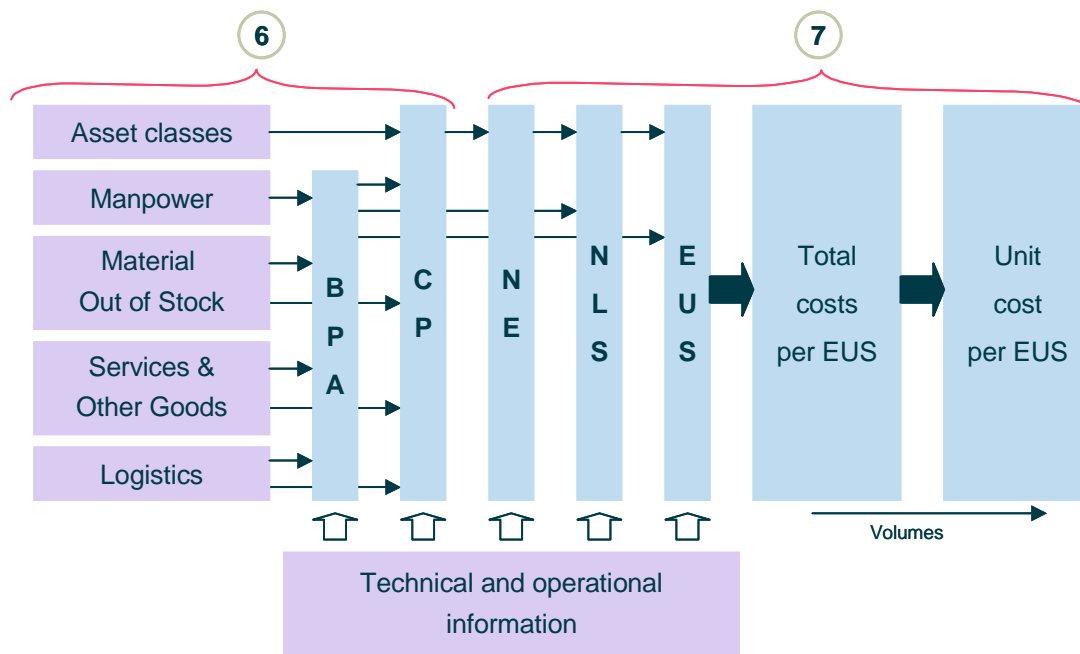 6
7
Asset classes
Manpower
Material
Out of Stock
Services &
Other Goods
Logistics
B
P
A
C
P
N
E
N
L
S
E
U
S
Total
costs
per EUS
Unit
cost
per EUS
Volumes
Technical and operational
information